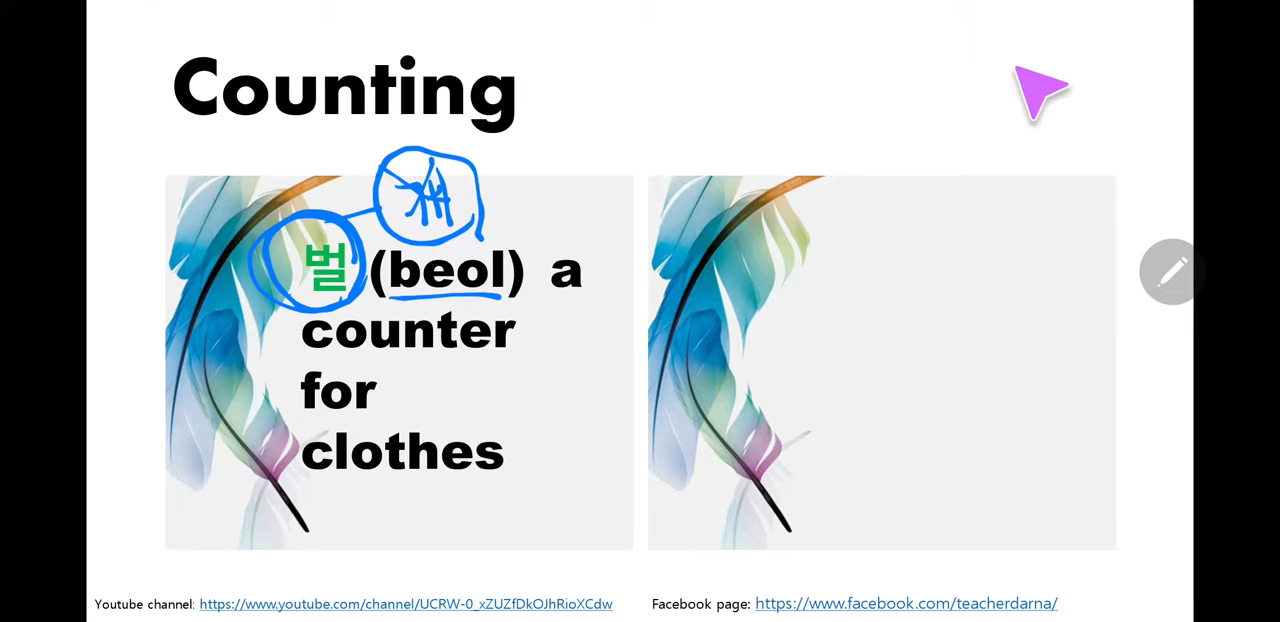 Counting
벌 (beol) a
counter
for
clothes
Youtube channel: https://www.youtube.com/channel/UCRW-0_xZUZfDkOJhRioXCdw
Facebook page: https://www.facebook.com/teacherdarna/